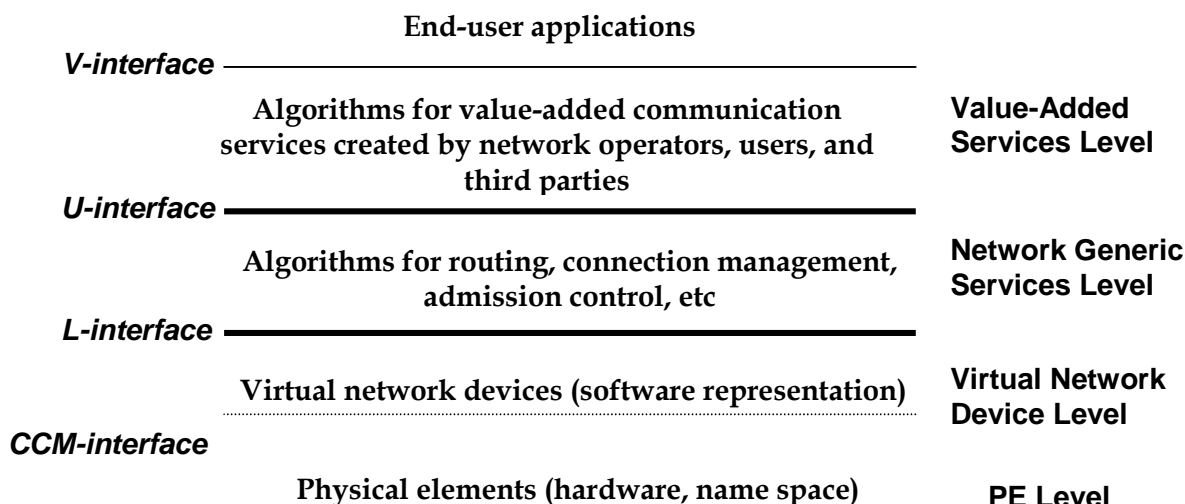 End-user applications
V-interface
Algorithms for value-added communication
services created by network operators, users, and
third parties
Value-Added
Services Level
U-interface
Algorithms for routing, connection management,
admission control, etc
Network Generic
Services Level
L-interface
Virtual network devices (software representation)
Virtual Network
Device Level
CCM-interface
Physical elements (hardware, name space)
PE Level